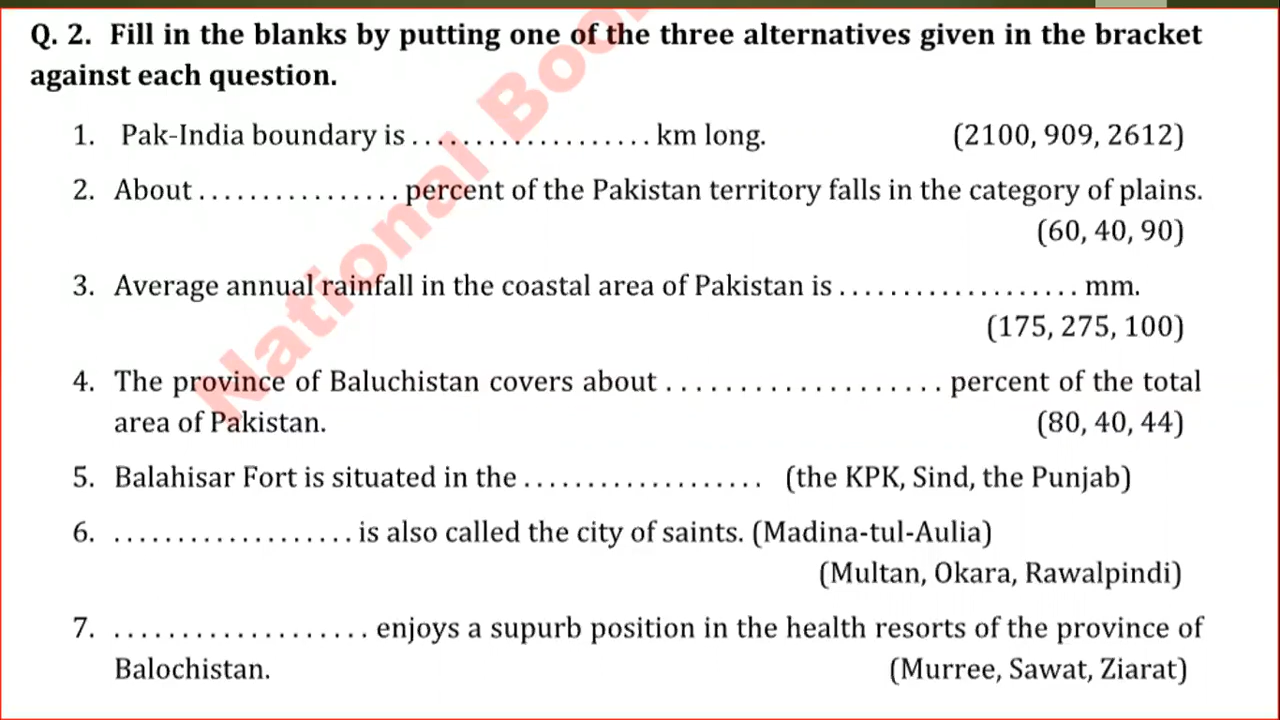 Q. 2. Fill in the blanks by putting one of the three alternatives given in the bracket
against each question.
1. Pak-India boundary is ................... km long. (2100, 909, 2612)
2. About ................ percent of the Pakistan territory falls in the category of plains.
(60, 40, 90)
3. Average annual rainfall in the coastal area of Pakistan is ................... mm.
(175, 275, 100)
4. The province of Baluchistan covers about ................... percent of the total
area of Pakistan. (80, 40, 44)
5. Balahisar Fort is situated in the ................... (the KPK, Sind, the Punjab)
6. ................... is also called the city of saints. (Madina-tul-Aulia)
(Multan, Okara, Rawalpindi)
7. ................... enjoys a supurb position in the health resorts of the province of
Balochistan. (Murree, Sawat, Ziarat)
National